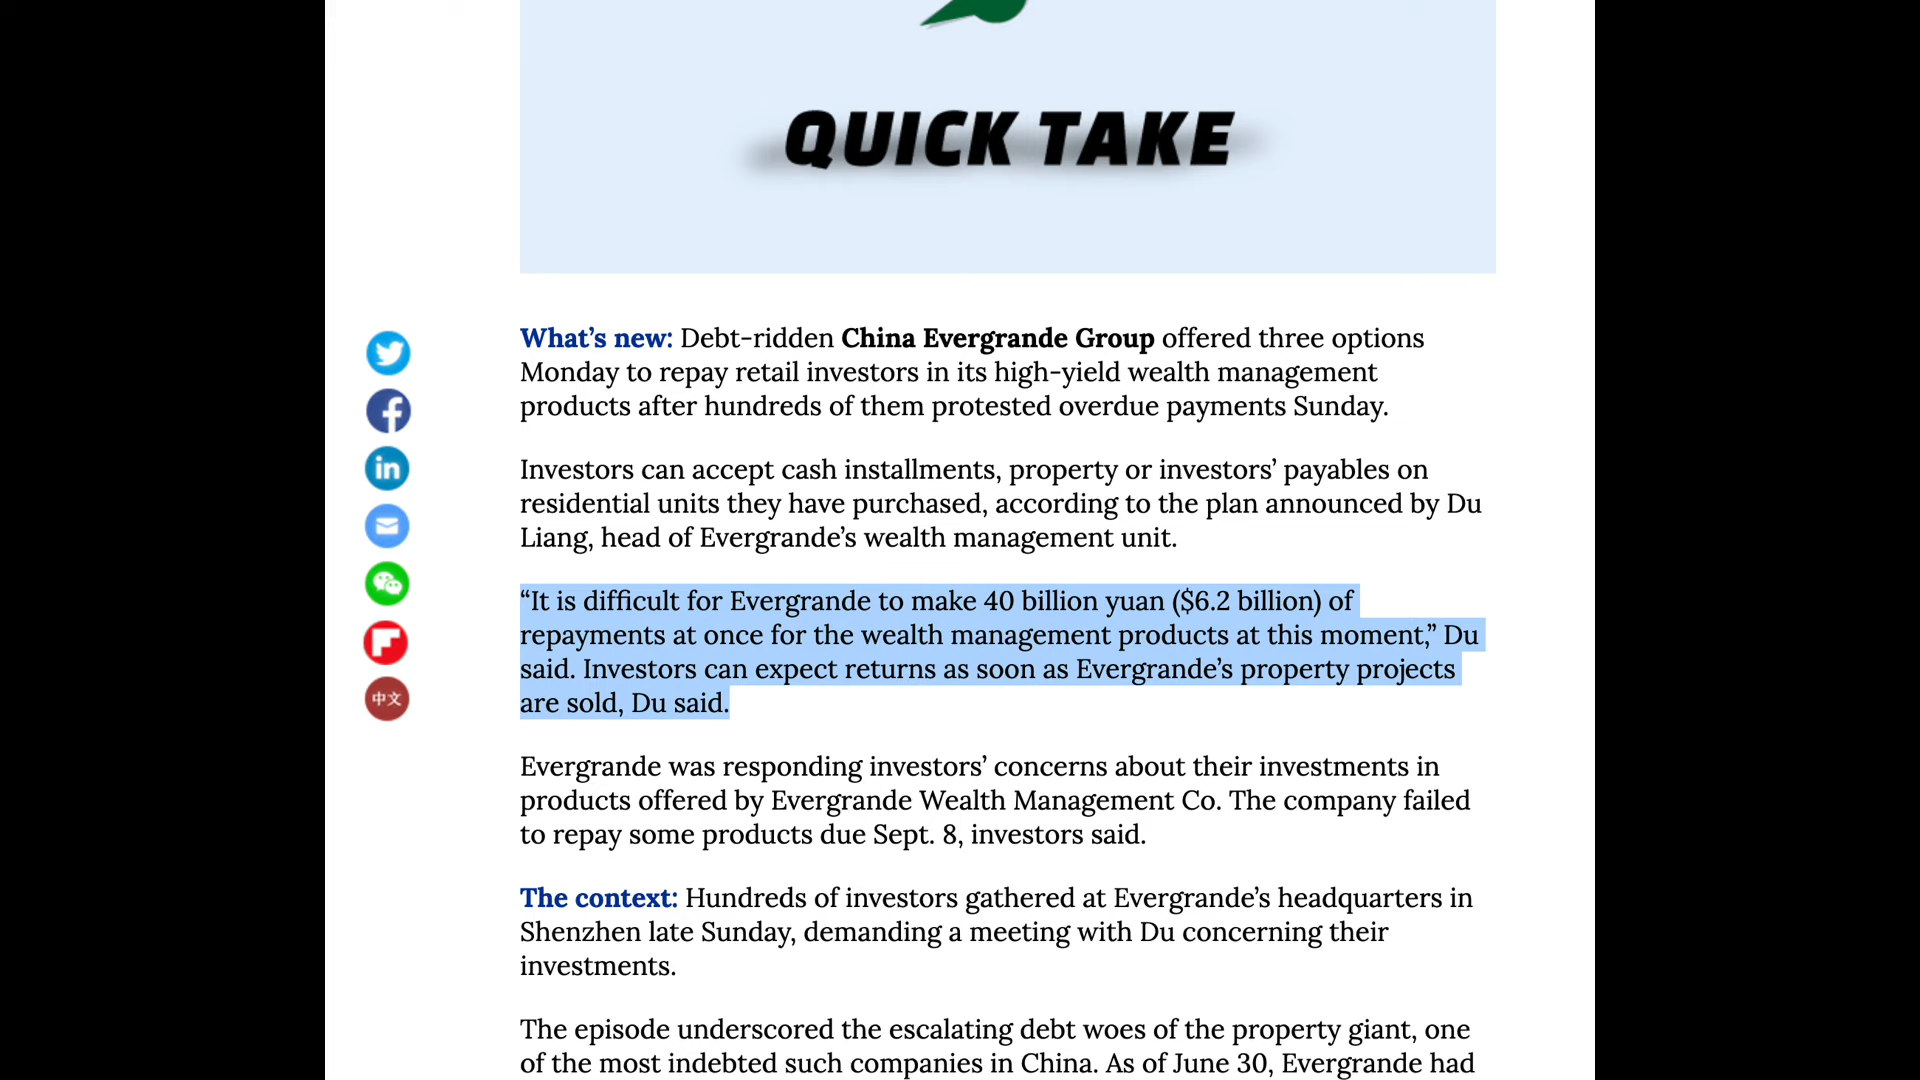 QUICK TAKE
What’s new: Debt-ridden China Evergrande Group offered three options
Monday to repay retail investors in its high-yield wealth management
products after hundreds of them protested overdue payments Sunday.
Investors can accept cash installments, property or investors’ payables on
residential units they have purchased, according to the plan announced by Du
Liang, head of Evergrande’s wealth management unit.
“It is difficult for Evergrande to make 40 billion yuan ($6.2 billion) of
repayments at once for the wealth management products at this moment,” Du
said. Investors can expect returns as soon as Evergrande’s property projects
are sold, Du said.
Evergrande was responding investors’ concerns about their investments in
products offered by Evergrande Wealth Management Co. The company failed
to repay some products due Sept. 8, investors said.
The context: Hundreds of investors gathered at Evergrande’s headquarters in
Shenzhen late Sunday, demanding a meeting with Du concerning their
investments.
The episode underscored the escalating debt woes of the property giant, one
of the most indebted such companies in China. As of June 30, Evergrande had
in
中文